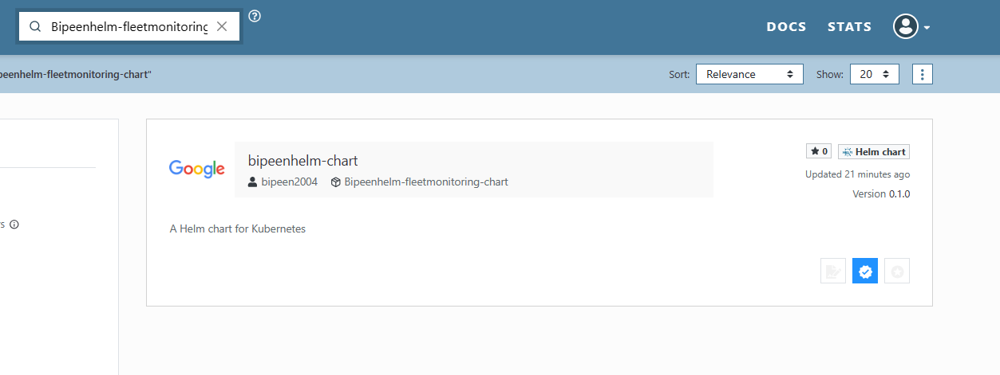 Bipeenhelm-fleetmonitoring
DOCS STATS
peenhelm-fleetmonitoring-chart"
Sort: Relevance Show: 20
Google
bipeenhelm-chart
bipeen2004 Bipeenhelm-fleetmonitoring-chart
0 Helm chart
Updated 21 minutes ago
Version 0.1.0
s
A Helm chart for Kubernetes